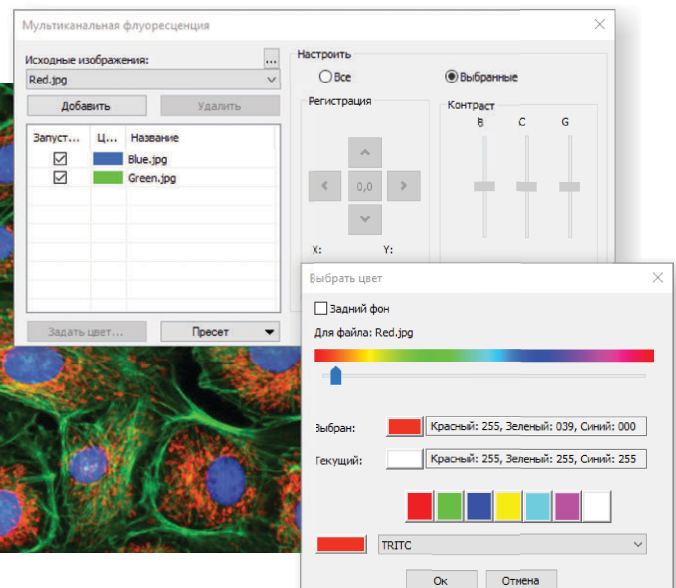 Мультиканальная флуоресценция
Исходные изображения:
...
Red.jpg
Добавить
Удалить
Запуст... Ц... Название
Blue.jpg
Green.jpg
Задать цвет...
Пресет
Настроить
Все
Выбранные
Регистрация
0,0
X: Y:
Контраст
B C G
Выбрать цвет
Задний фон
Для файла: Red.jpg
Выбран:
Красный: 255, Зеленый: 039, Синий: 000
Текущий:
Красный: 255, Зеленый: 255, Синий: 255
TRITC
Ок
Отмена